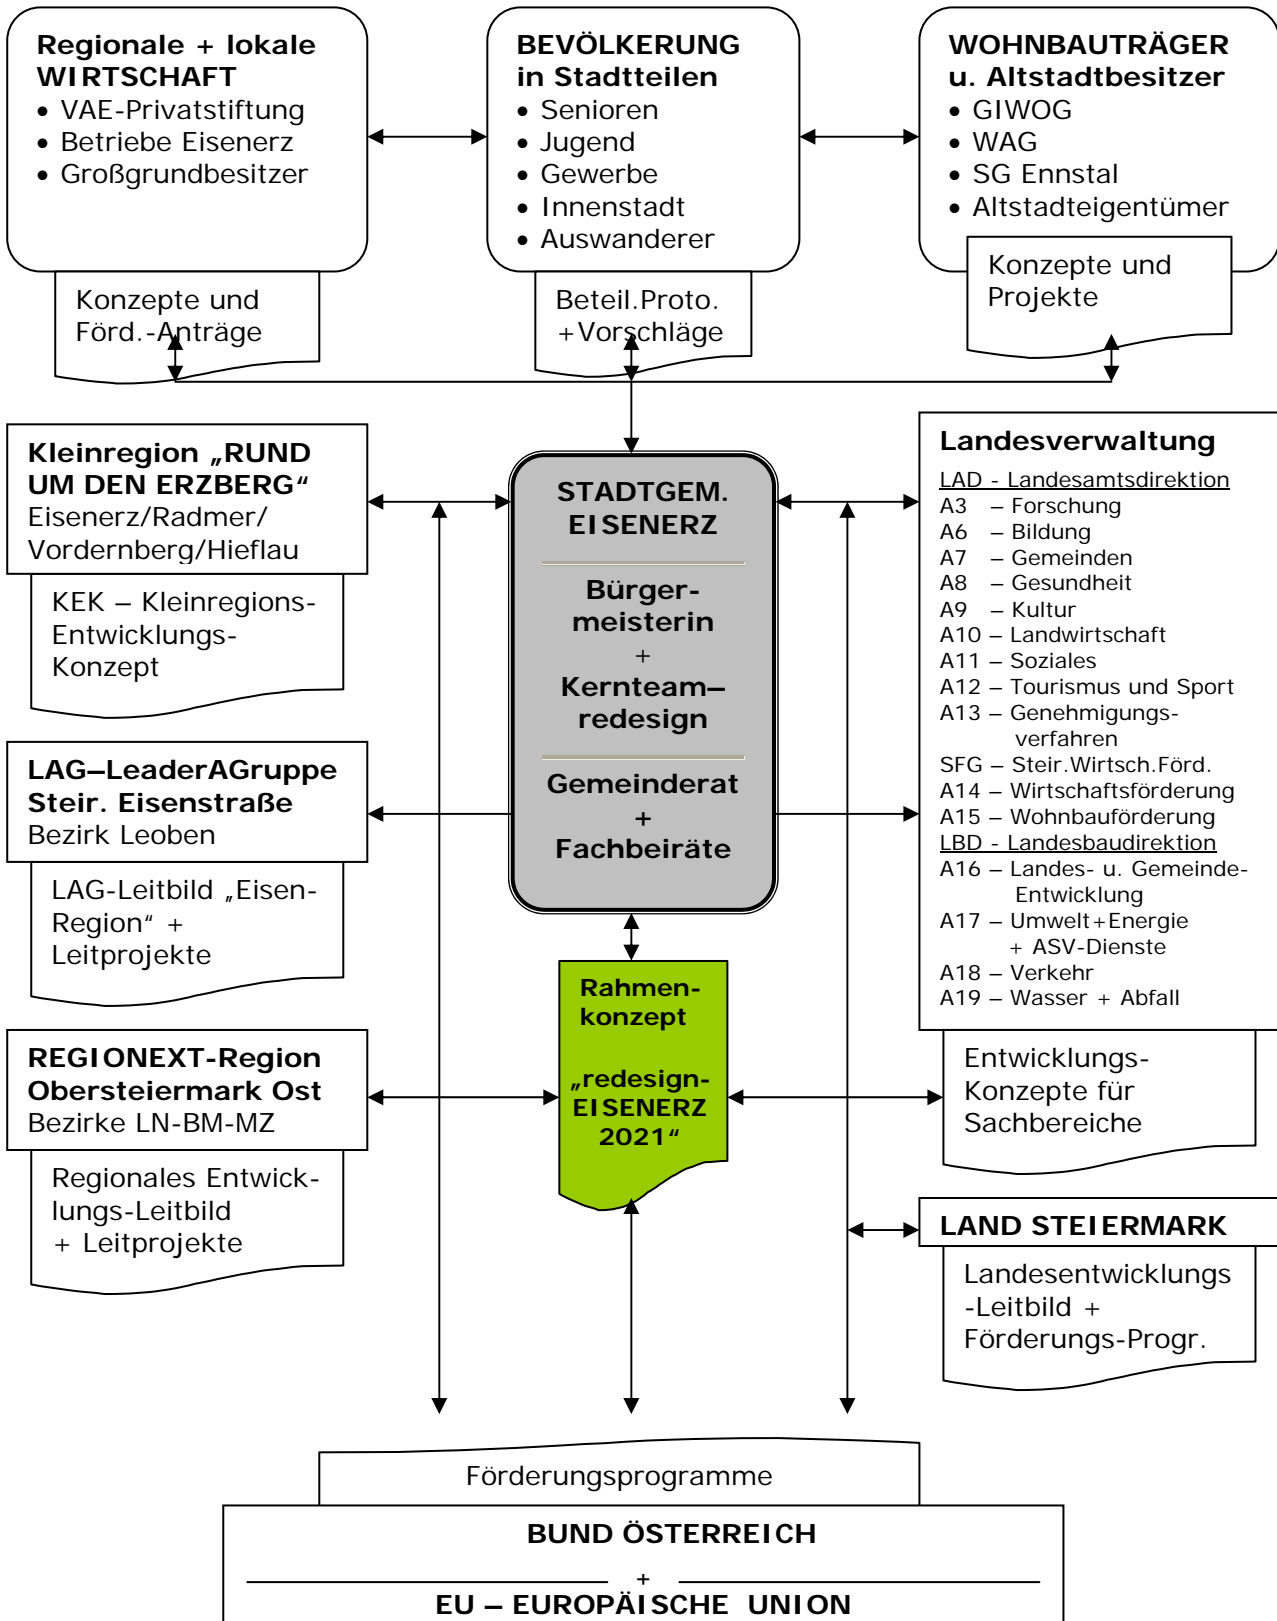 Regionale + lokale
WIRTSCHAFT
• VAE-Privatstiftung
• Betriebe Eisenerz
• Großgrundbesitzer
Konzepte und
Förd.-Anträge
BEVÖLKERUNG
in Stadtteilen
• Senioren
• Jugend
• Gewerbe
• Innenstadt
• Auswanderer
Beteil.Proto.
+Vorschläge
WOHNBAUTRÄGER
u. Altstadtbesitzer
• GIWOG
• WAG
• SG Ennstal
• Altstadteigentümer
Konzepte und
Projekte
Kleinregion „RUND
UM DEN ERZBERG“
Eisenerz/Radmer/
Vordernberg/Hieflau
KEK – Kleinregions-
Entwicklungs-
Konzept
LAG–LeaderAGruppe
Steir. Eisenstraße
Bezirk Leoben
LAG-Leitbild „Eisen-
Region“ +
Leitprojekte
REGIONEXT-Region
Obersteiermark Ost
Bezirke LN-BM-MZ
Regionales Entwick-
lungs-Leitbild
+ Leitprojekte
STADTGEM.
EISENERZ
Bürger-
meisterin
+
Kernteam–
redesign
Gemeinderat
+
Fachbeiräte
Rahmen-
konzept
„redesign-
EISENERZ
2021“
Landesverwaltung
LAD - Landesamtsdirektion
A3 – Forschung
A6 – Bildung
A7 – Gemeinden
A8 – Gesundheit
A9 – Kultur
A10 – Landwirtschaft
A11 – Soziales
A12 – Tourismus und Sport
A13 – Genehmigungs-
verfahren
SFG – Steir.Wirtsch.Förd.
A14 – Wirtschaftsförderung
A15 – Wohnbauförderung
LBD - Landesbaudirektion
A16 – Landes- u. Gemeinde-
Entwicklung
A17 – Umwelt+Energie
+ ASV-Dienste
A18 – Verkehr
A19 – Wasser + Abfall
Entwicklungs-
Konzepte für
Sachbereiche
LAND STEIERMARK
Landesentwicklungs
-Leitbild +
Förderungs-Progr.
Förderungsprogramme
BUND ÖSTERREICH
+
EU – EUROPÄISCHE UNION